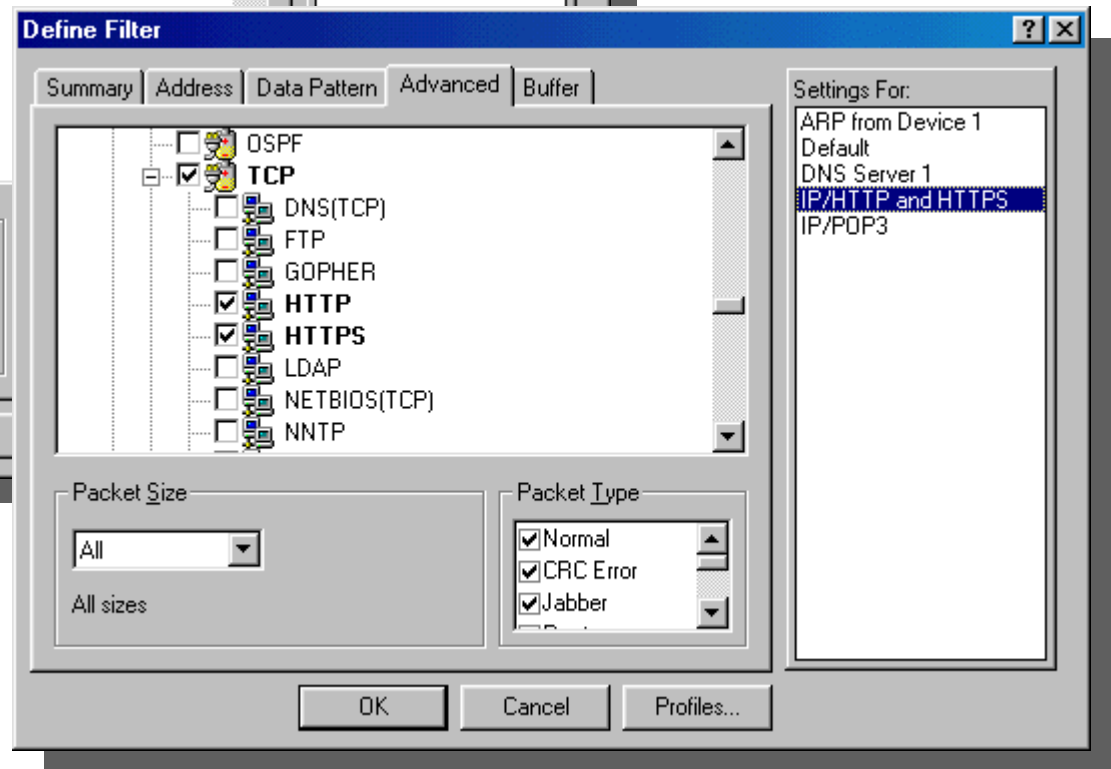 Define Filter
Summary Address Data Pattern Advanced Buffer
OSPF
TCP
DNS(TCP)
FTP
GOPHER
HTTP
HTTPS
LDAP
NETBIOS(TCP)
NNTP
Packet Size
All
All sizes
Packet Type
Normal
CRC Error
Jabber
Settings For:
ARP from Device 1
Default
DNS Server 1
IP/HTTP and HTTPS
IP/POP3
OK Cancel Profiles...